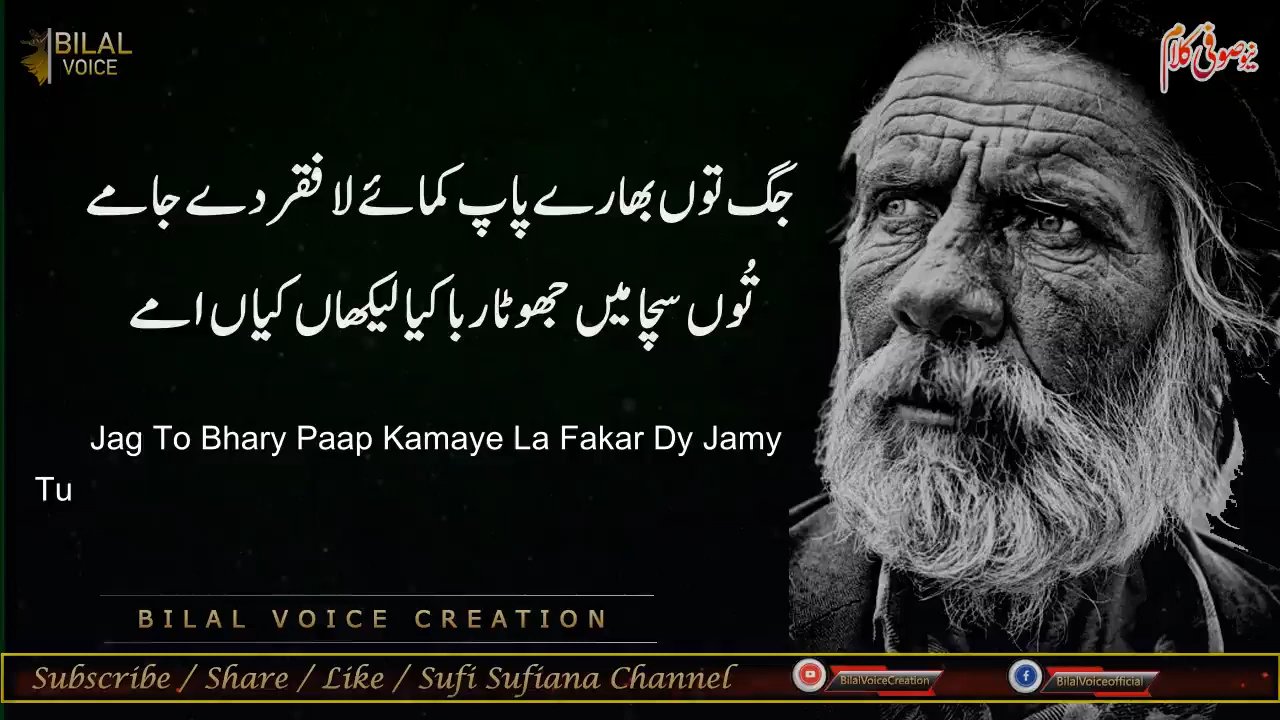 BILAL
VOICE
نیو صوفی کلام
جگ توں بھارے پاپ کمائے لا فقر دے جامے
تُوں سچا میں جھوٹا ربا کیا لیکھاں کیاں امے
Jag To Bhary Paap Kamaye La Fakar Dy Jamy
Tu
BILAL VOICE CREATION
Subscribe / Share / Like / Sufi Sufiana Channel
BilalVoiceCreation
BilalVoiceofficial